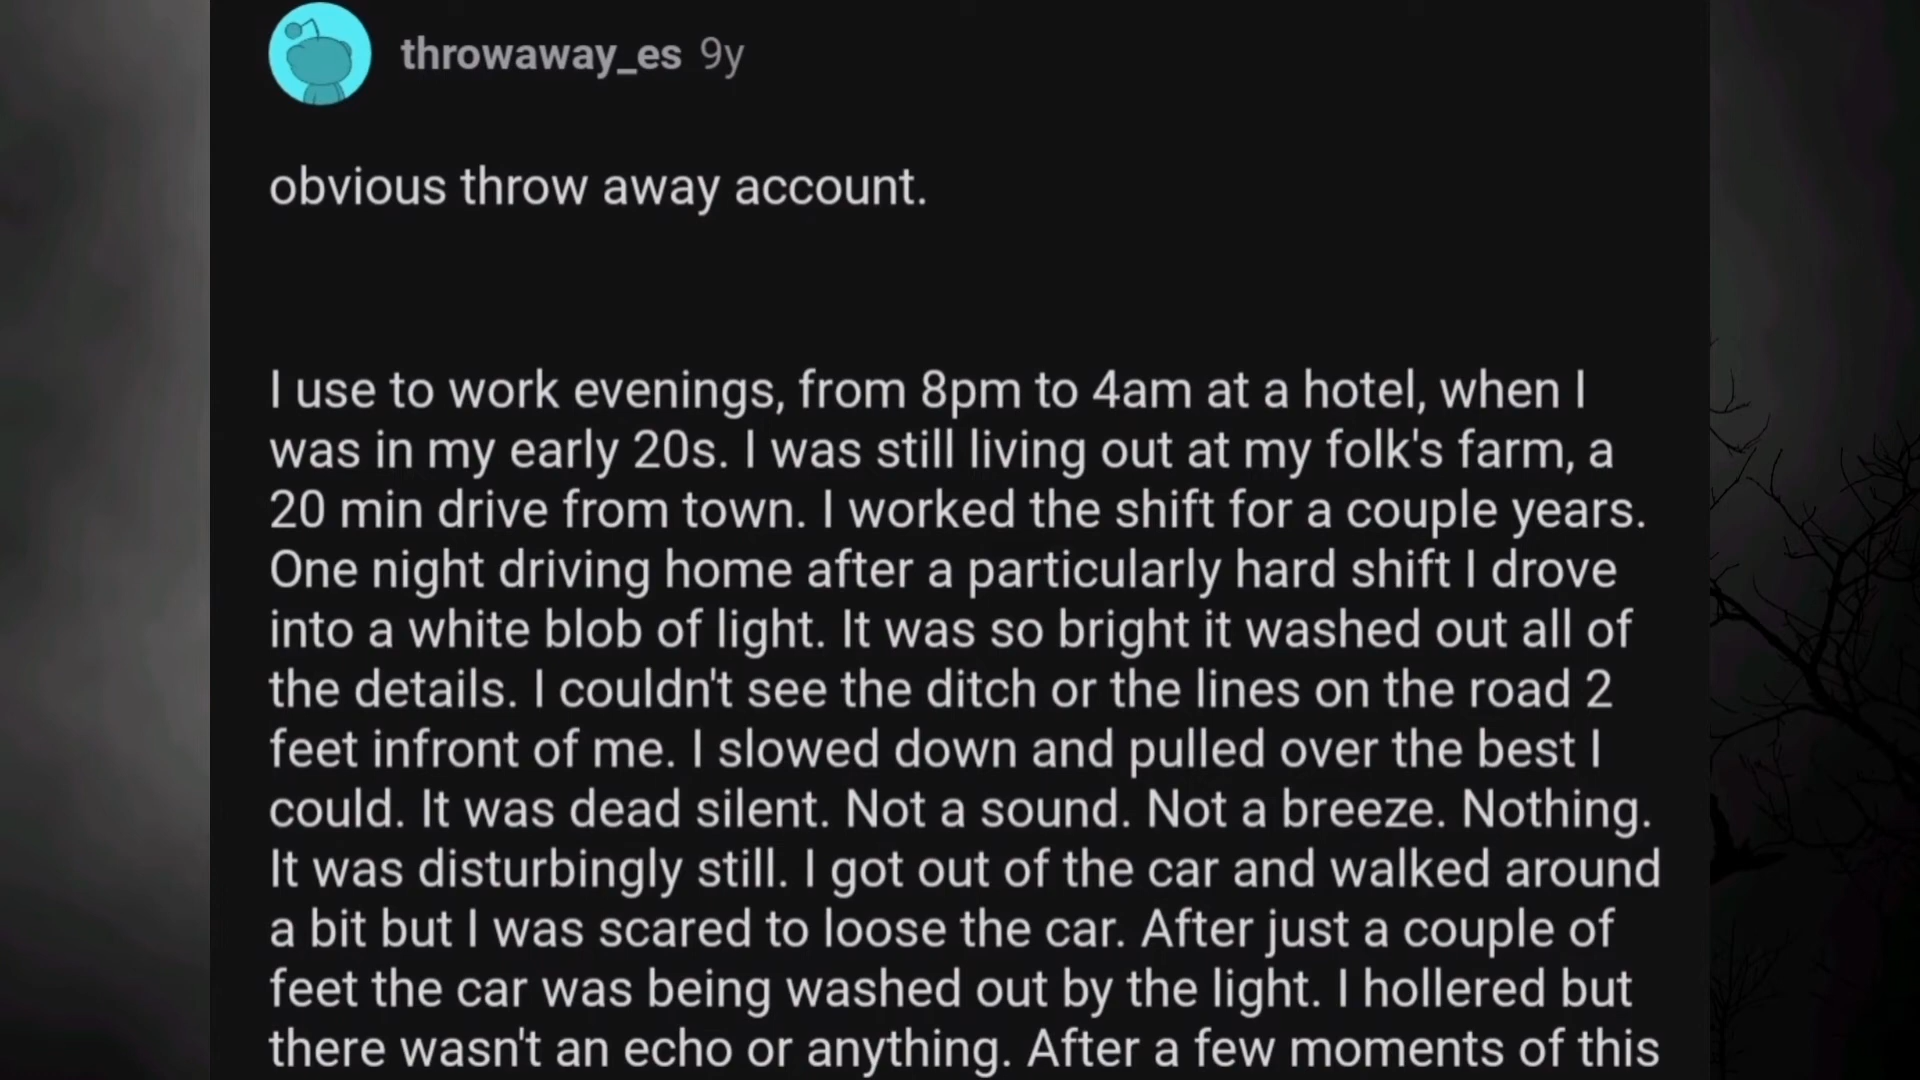 throwaway_es 9y
obvious throw away account.
I use to work evenings, from 8pm to 4am at a hotel, when I
was in my early 20s. I was still living out at my folk's farm, a
20 min drive from town. I worked the shift for a couple years.
One night driving home after a particularly hard shift I drove
into a white blob of light. It was so bright it washed out all of
the details. I couldn't see the ditch or the lines on the road 2
feet infront of me. I slowed down and pulled over the best I
could. It was dead silent. Not a sound. Not a breeze. Nothing.
It was disturbingly still. I got out of the car and walked around
a bit but I was scared to loose the car. After just a couple of
feet the car was being washed out by the light. I hollered but
there wasn't an echo or anything. After a few moments of this